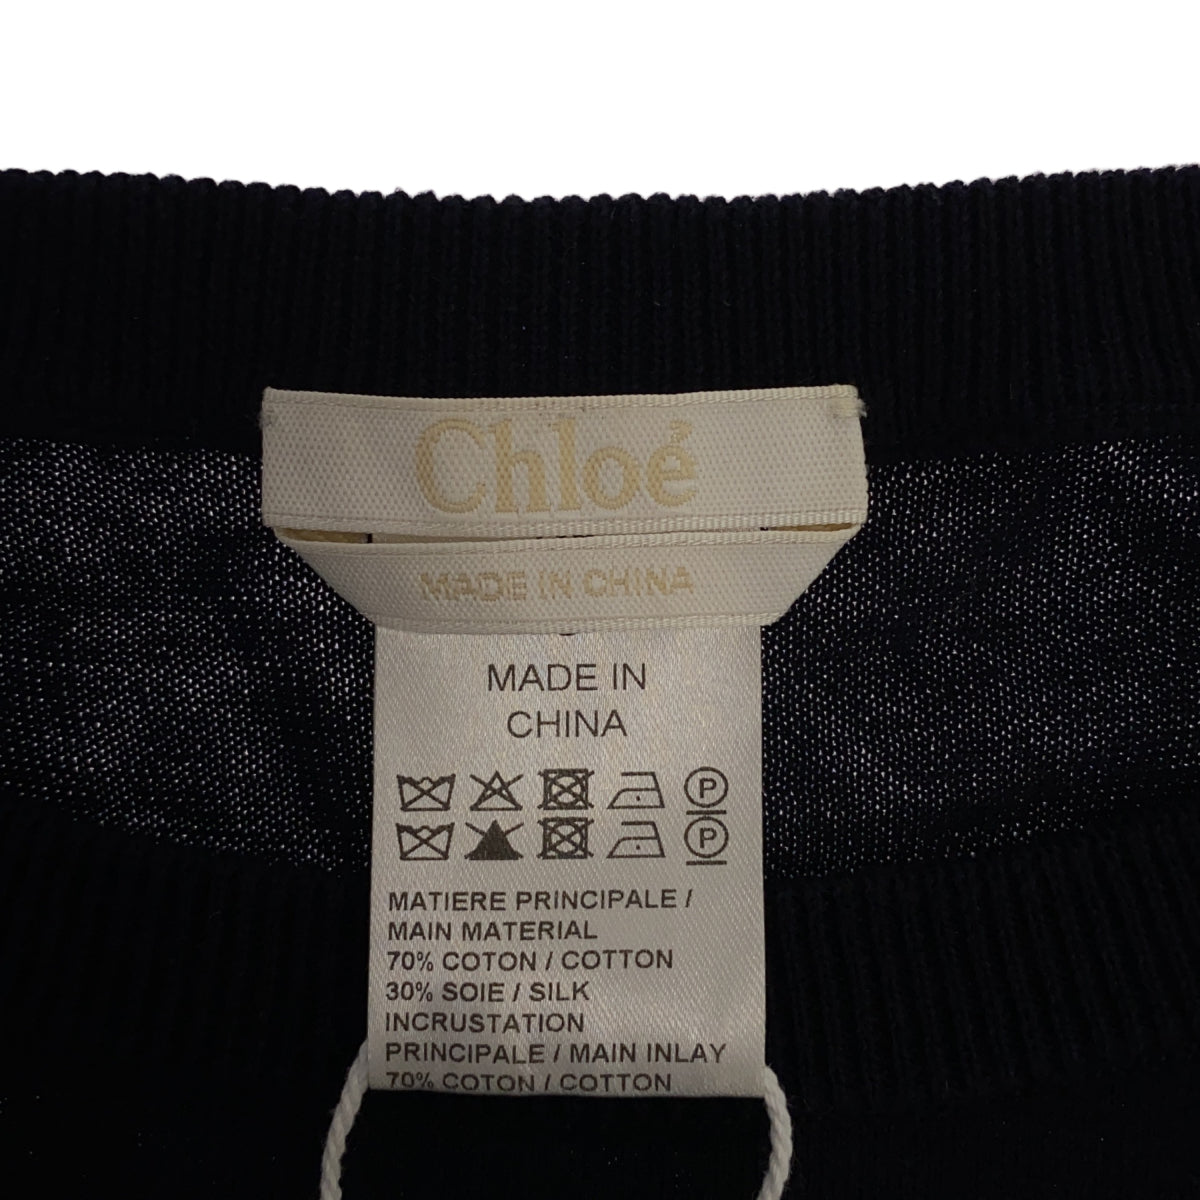 Chloé
MADE IN CHINA
MADE IN
CHINA
P
P
MATIERE PRINCIPALE /
MAIN MATERIAL
70% COTON / COTTON
30% SOIE / SILK
INCRUSTATION
PRINCIPALE / MAIN INLAY
70% COTON / COTTON